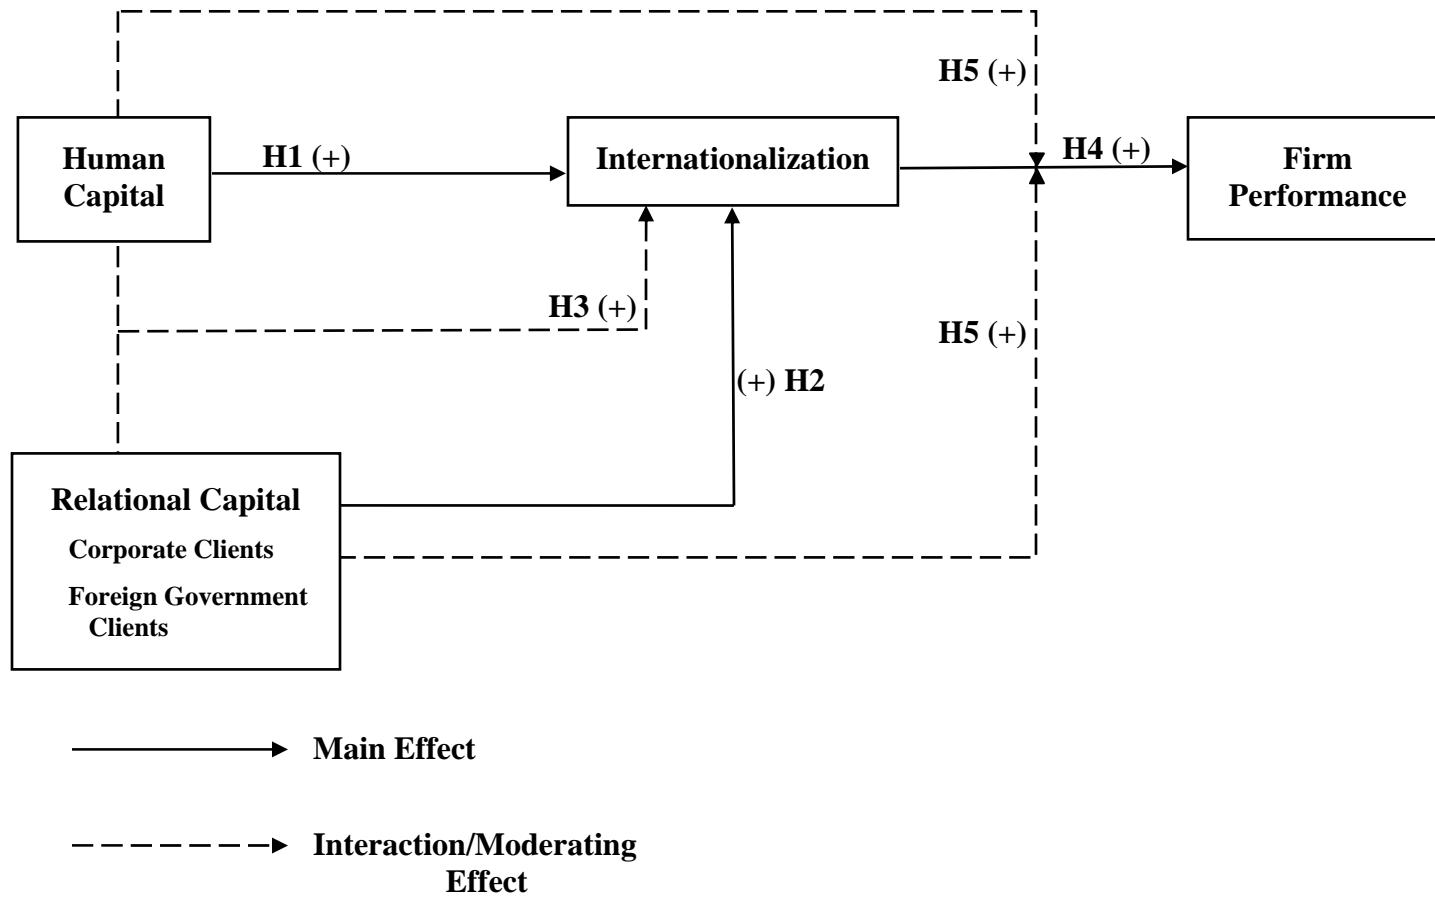 H5 (+)
Human
Capital
H1 (+)
Internationalization
H4 (+)
Firm
Performance
H3 (+)
H5 (+)
(+) H2
Relational Capital
Corporate Clients
Foreign Government
Clients
Main Effect
Interaction/Moderating
Effect